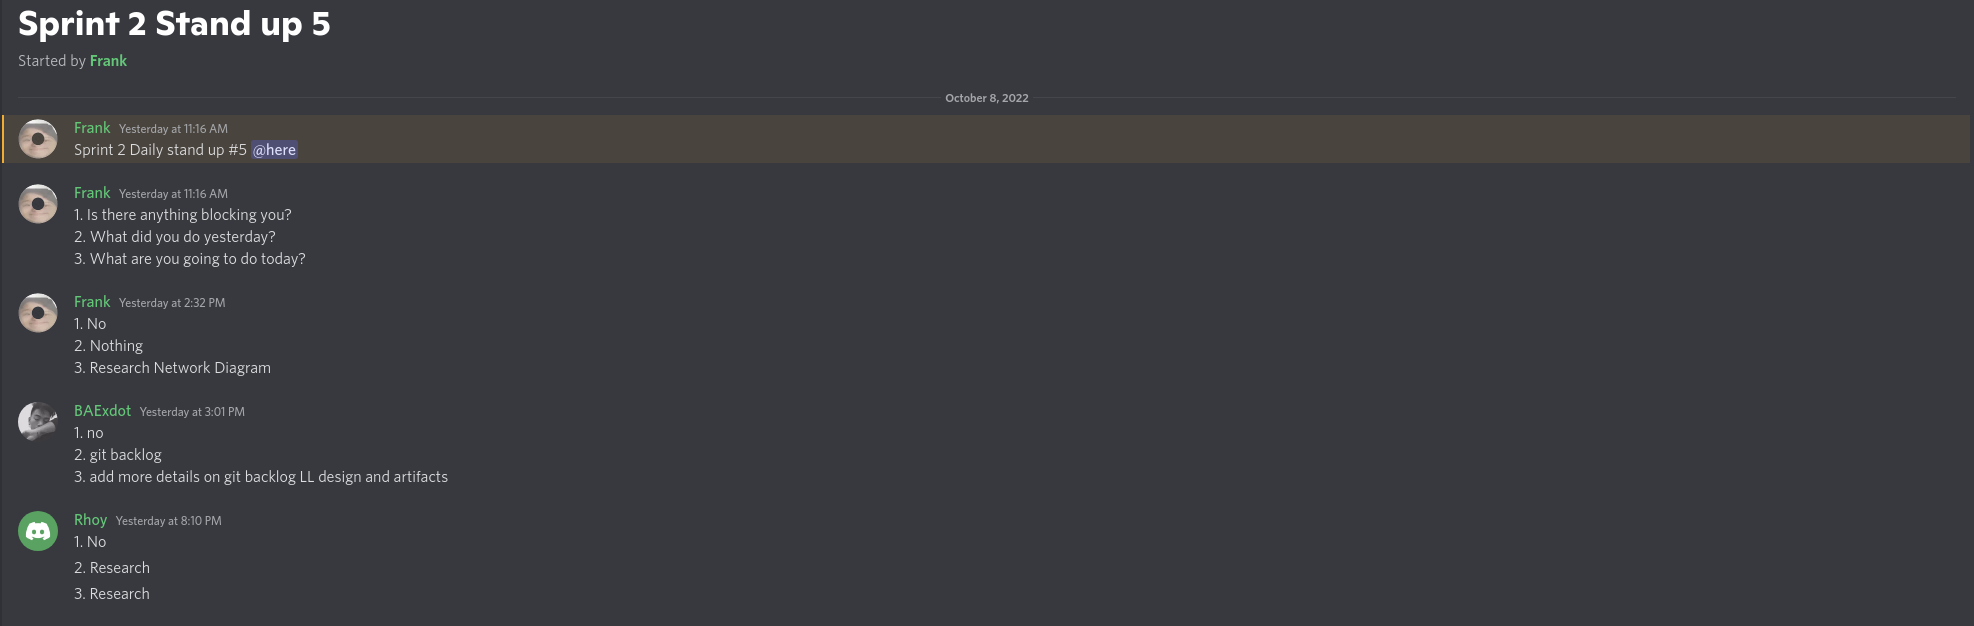 Sprint 2 Stand up 5
Started by Frank
October 8, 2022
Frank Yesterday at 11:16 AM
Sprint 2 Daily stand up #5 @here
Frank Yesterday at 11:16 AM
1. Is there anything blocking you?
2. What did you do yesterday?
3. What are you going to do today?
Frank Yesterday at 2:32 PM
1. No
2. Nothing
3. Research Network Diagram
BAExdot Yesterday at 3:01 PM
1. no
2. git backlog
3. add more details on git backlog LL design and artifacts
Rhoy Yesterday at 8:10 PM
1. No
2. Research
3. Research